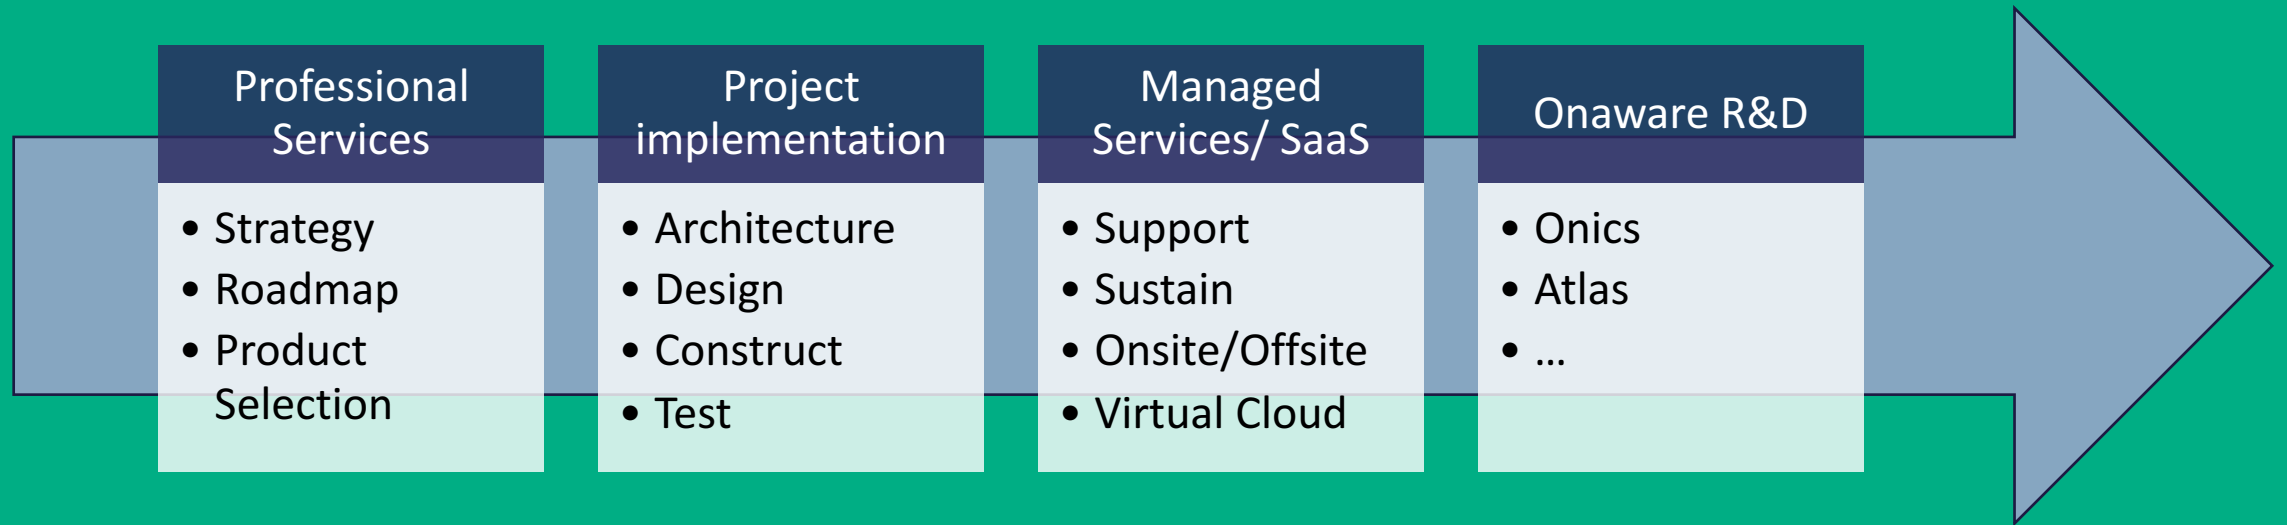 Professional
Services
• Strategy
• Roadmap
• Product
Selection
Project
implementation
• Architecture
• Design
• Construct
• Test
Managed
Services/ SaaS
• Support
• Sustain
• Onsite/Offsite
• Virtual Cloud
Onaware R&D
• Onics
• Atlas
• ...